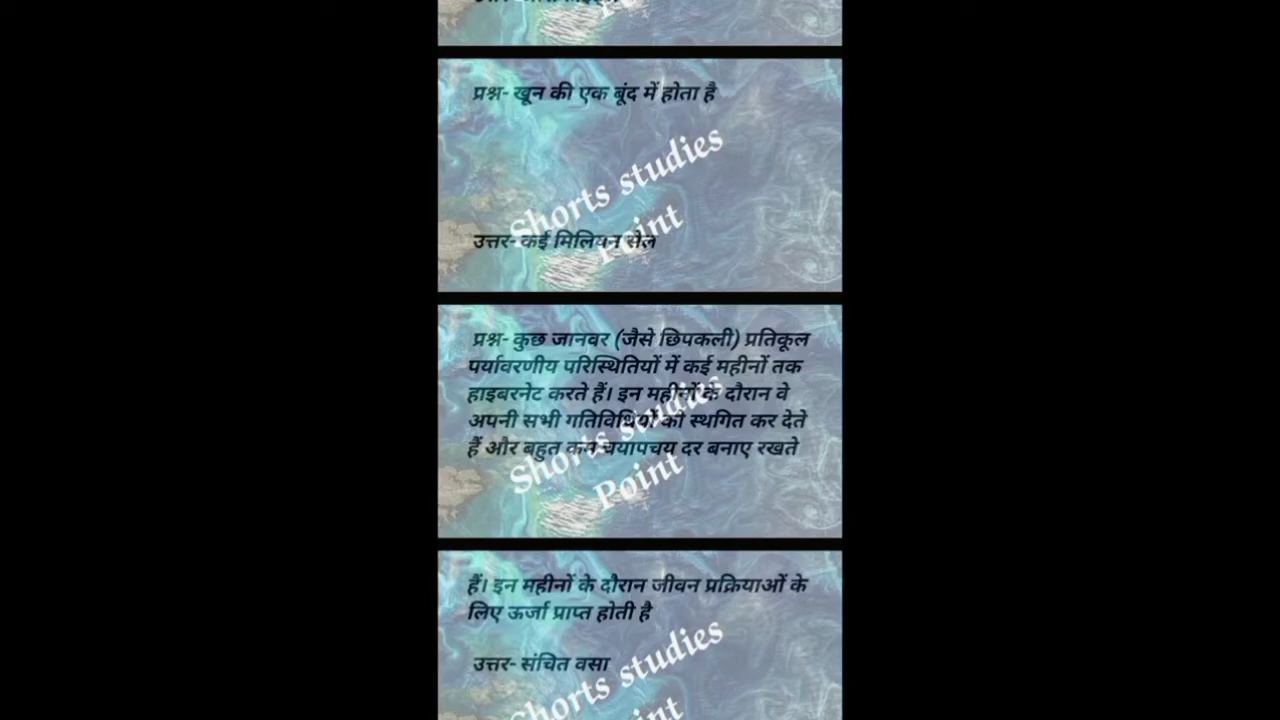 प्रश्न- खून की एक बूंद में होता है
Shorts studies
Point
उत्तर- कई मिलियन सेल
प्रश्न- कुछ जानवर (जैसे छिपकली) प्रतिकूल
पर्यावरणीय परिस्थितियों में कई महीनों तक
हाइबरनेट करते हैं। इन महीनों के दौरान वे
अपनी सभी गतिविधियों को स्थगित कर देते
हैं और बहुत कम चयापचय दर बनाए रखते
Shorts studies
Point
हैं। इन महीनों के दौरान जीवन प्रक्रियाओं के
लिए ऊर्जा प्राप्त होती है
उत्तर- संचित वसा
Shorts studies